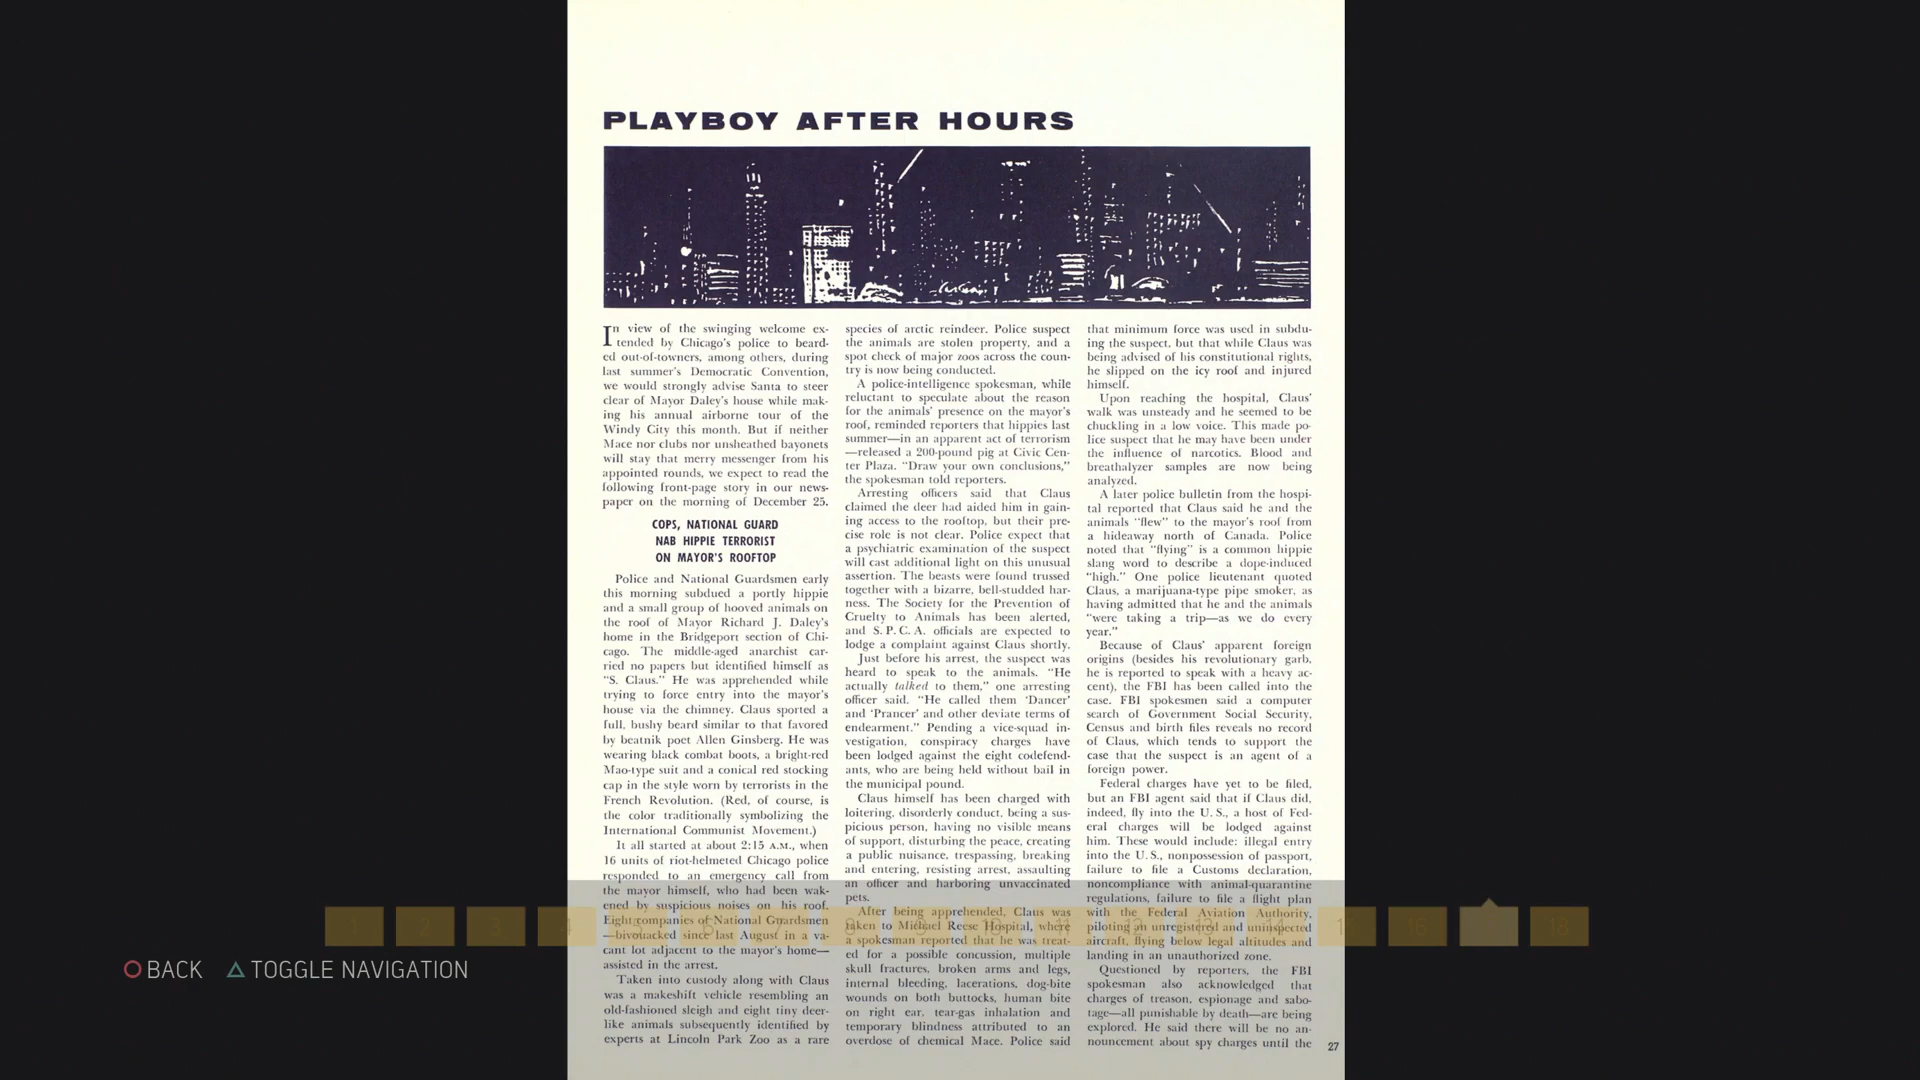 PLAYBOY AFTER HOURS
In view of the swinging welcome ex-
tended by Chicago's police to beard-
ed out-of-towners, among others, during
last summer's Democratic Convention,
we would strongly advise Santa to steer
clear of Mayor Daley's house while mak-
ing his annual airborne tour of the
Windy City this month. But if neither
Mace nor clubs nor unsheathed bayonets
will stay that merry messenger from his
appointed rounds, we expect to read the
following front-page story in our news-
paper on the morning of December 25.
COPS, NATIONAL GUARD
NAB HIPPIE TERRORIST
ON MAYOR'S ROOFTOP
Police and National Guardsmen early
this morning subdued a portly hippie
and a small group of hooved animals on
the roof of Mayor Richard J. Daley's
home in the Bridgeport section of Chi-
cago. The middle-aged anarchist car-
ried no papers but identified himself as
"S. Claus." He was apprehended while
trying to force entry into the mayor's
house via the chimney. Claus sported a
full, bushy beard similar to that favored
by beatnik poet Allen Ginsberg. He was
wearing black combat boots, a bright-red
Mao-type suit and a conical red stocking
cap in the style worn by terrorists in the
French Revolution. (Red, of course, is
the color traditionally symbolizing the
International Communist Movement.)
It all started at about 2:15 A.M., when
16 units of riot-helmeted Chicago police
responded to an emergency call from
the mayor himself, who had been wak-
ened by suspicious noises on his roof.
Eight companies of National Guardsmen
—bivouacked since last August in a va-
cant lot adjacent to the mayor's home—
assisted in the arrest.
Taken into custody along with Claus
was a makeshift vehicle resembling an
old-fashioned sleigh and eight tiny deer-
like animals subsequently identified by
experts at Lincoln Park Zoo as a rare
species of arctic reindeer. Police suspect
the animals are stolen property, and a
spot check of major zoos across the coun-
try is now being conducted.
A police-intelligence spokesman, while
reluctant to speculate about the reason
for the animals' presence on the mayor's
roof, reminded reporters that hippies last
summer—in an apparent act of terrorism
—released a 200-pound pig at Civic Cen-
ter Plaza. "Draw your own conclusions,"
the spokesman told reporters.
Arresting officers said that Claus
claimed the deer had aided him in gain-
ing access to the rooftop, but their pre-
cise role is not clear. Police expect that
a psychiatric examination of the suspect
will cast additional light on this unusual
assertion. The beasts were found trussed
together with a bizarre, bell-studded har-
ness. The Society for the Prevention of
Cruelty to Animals has been alerted,
and S.P.C.A. officials are expected to
lodge a complaint against Claus shortly.
Just before his arrest, the suspect was
heard to speak to the animals. "He
actually talked to them," one arresting
officer said. "He called them 'Dancer'
and 'Prancer' and other deviate terms of
endearment." Pending a vice-squad in-
vestigation, conspiracy charges have
been lodged against the eight codefend-
ants, who are being held without bail in
the municipal pound.
Claus himself has been charged with
loitering, disorderly conduct, being a sus-
picious person, having no visible means
of support, disturbing the peace, creating
a public nuisance, trespassing, breaking
and entering, resisting arrest, assaulting
an officer and harboring unvaccinated
pets.
After being apprehended, Claus was
taken to Michael Reese Hospital, where
a spokesman reported that he was treat-
ed for a possible concussion, multiple
skull fractures, broken arms and legs,
internal bleeding, lacerations, dog-bite
wounds on both buttocks, human bite
on right ear, tear-gas inhalation and
temporary blindness attributed to an
overdose of chemical Mace. Police said
that minimum force was used in subdu-
ing the suspect, but that while Claus was
being advised of his constitutional rights,
he slipped on the icy roof and injured
himself.
Upon reaching the hospital, Claus'
walk was unsteady and he seemed to be
chuckling in a low voice. This made po-
lice suspect that he may have been under
the influence of narcotics. Blood and
breathalyzer samples are now being
analyzed.
A later police bulletin from the hospi-
tal reported that Claus said he and the
animals "flew" to the mayor's roof from
a hideaway north of Canada. Police
noted that "flying" is a common hippie
slang word to describe a dope-induced
"high." One police lieutenant quoted
Claus, a marijuana-type pipe smoker, as
having admitted that he and the animals
"were taking a trip—as we do every
year."
Because of Claus' apparent foreign
origins (besides his revolutionary garb,
he is reported to speak with a heavy ac-
cent), the FBI has been called into the
case. FBI spokesmen said a computer
search of Government Social Security,
Census and birth files reveals no record
of Claus, which tends to support the
case that the suspect is an agent of a
foreign power.
Federal charges have yet to be filed,
but an FBI agent said that if Claus did,
indeed, fly into the U.S., a host of Fed-
eral charges will be lodged against
him. These would include: illegal entry
into the U.S., nonpossession of passport,
failure to file a Customs declaration,
noncompliance with animal-quarantine
regulations, failure to file a flight plan
with the Federal Aviation Authority,
piloting an unregistered and uninspected
aircraft, flying below legal altitudes and
landing in an unauthorized zone.
Questioned by reporters, the FBI
spokesman also acknowledged that
charges of treason, espionage and sabo-
tage—all punishable by death—are being
explored. He said there will be no an-
nouncement about spy charges until the
27
1 2 3 4 5 6 7 8 9 10 11 12 13 14 15 16 18
BACK TOGGLE NAVIGATION